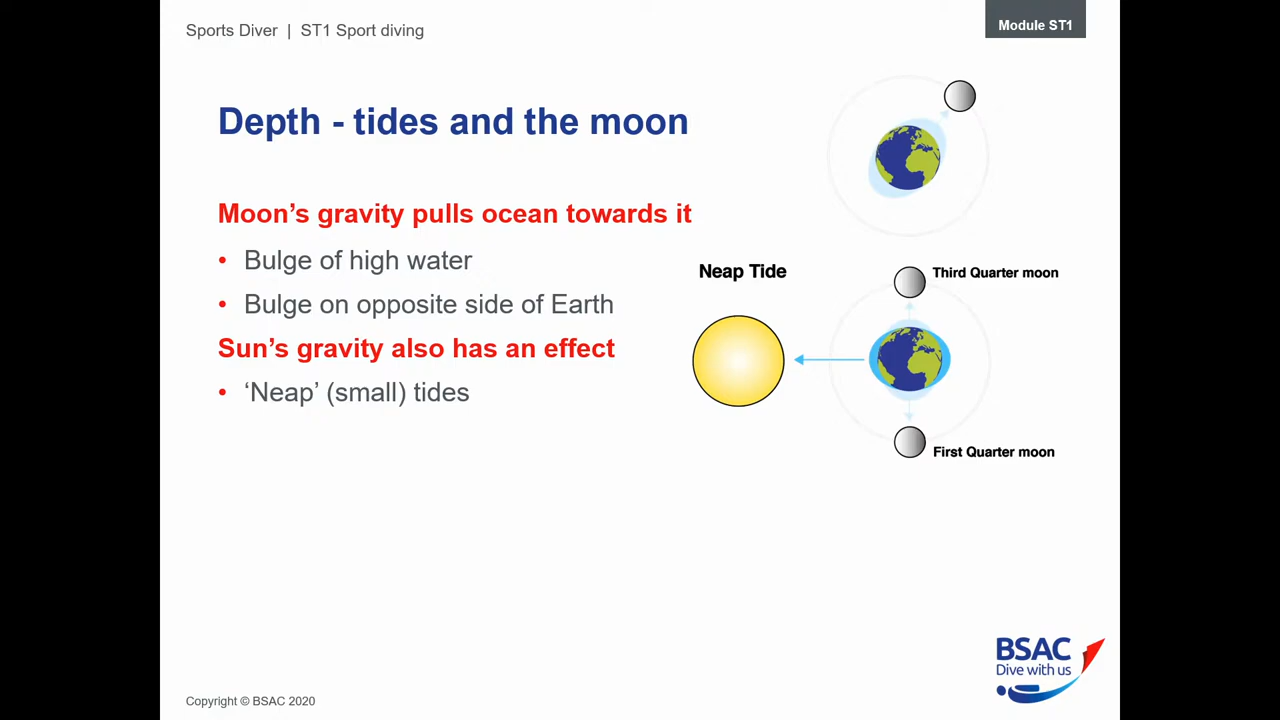 Sports Diver | ST1 Sport diving
Module ST1
Depth - tides and the moon
Moon’s gravity pulls ocean towards it
• Bulge of high water
• Bulge on opposite side of Earth
Sun’s gravity also has an effect
• ‘Neap’ (small) tides
Neap Tide
Third Quarter moon
First Quarter moon
BSAC
Dive with us
Copyright © BSAC 2020